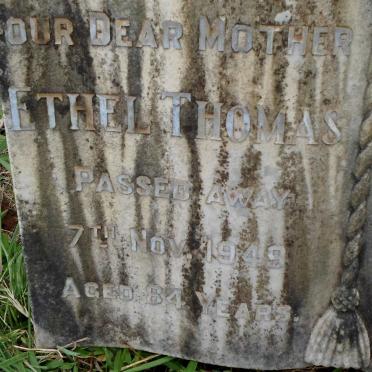 OUR DEAR MOTHER
ETHEL THOMAS
PASSED AWAY
7TH NOV. 1949
AGED 84 YEARS.